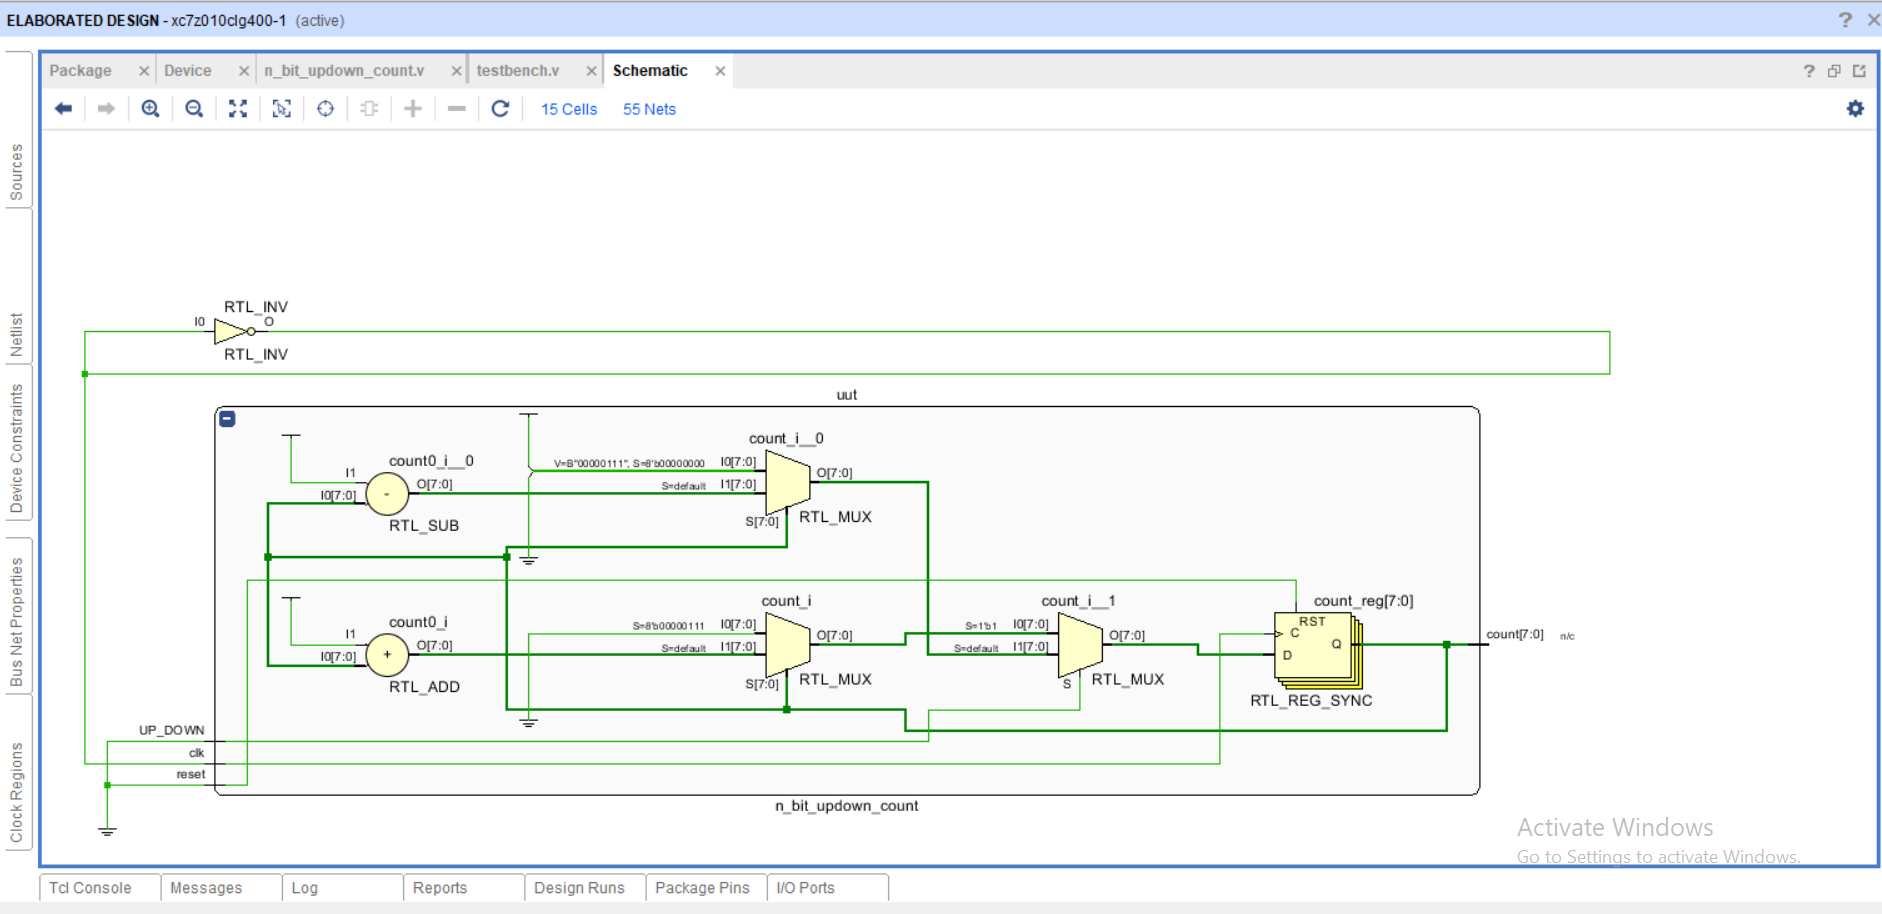 ELABORATED DESIGN - xc7z010clg400-1 (active)
Package
Device
n_bit_updown_count.v
testbench.v
Schematic
15 Cells
55 Nets
Sources
Netlist
Device Constraints
Bus Net Properties
Clock Regions
RTL_INV
I0
O
RTL_INV
uut
count_i__0
count0_i__0
V=B"00000111", S=8'b00000000
I0[7:0]
O[7:0]
I1
O[7:0]
S=default
I1[7:0]
-
I0[7:0]
RTL_SUB
S[7:0]
RTL_MUX
count_i
count_i__1
count_reg[7:0]
count0_i
S=8'b00000111
I0[7:0]
S=1'b1
I0[7:0]
RST
I1
O[7:0]
O[7:0]
C
count[7:0]
n/c
O[7:0]
S=default
I1[7:0]
S=default
I1[7:0]
Q
+
I0[7:0]
D
RTL_ADD
S[7:0]
RTL_MUX
S
RTL_MUX
RTL_REG_SYNC
UP_DOWN
clk
reset
n_bit_updown_count
Activate Windows
Go to Settings to activate Windows.
Tcl Console
Messages
Log
Reports
Design Runs
Package Pins
I/O Ports